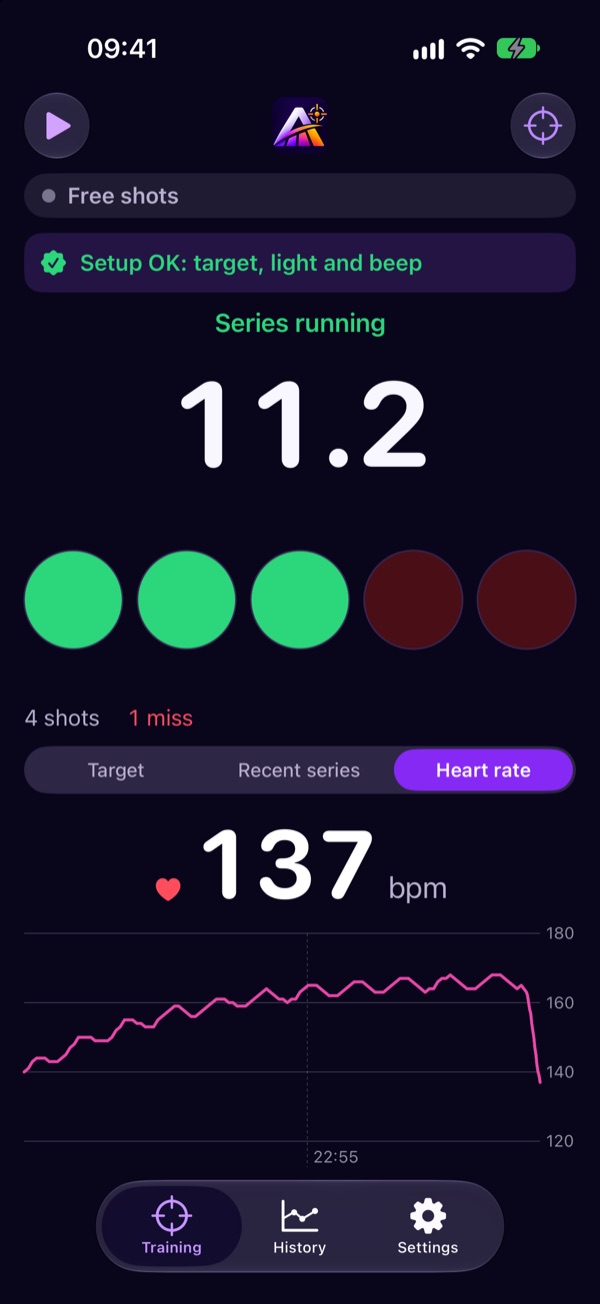 09:41
Free shots
Setup OK: target, light and beep
Series running
11.2
4 shots 1 miss
Target Recent series Heart rate
137 bpm
180
160
140
120
22:55
Training History Settings